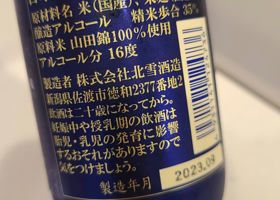 原材料名 米(国産)、米麹
醸造アルコール 精米歩合35%
原料米 山田錦100%使用
アルコール分 16度
製造者 株式会社北雪酒造
新潟県佐渡市徳和2377番地2
飲酒は二十歳になってから。
妊娠中や授乳期の飲酒は
胎児・乳児の発育に影響
するおそれがありますので
気をつけましょう。
製造年月
2023.09